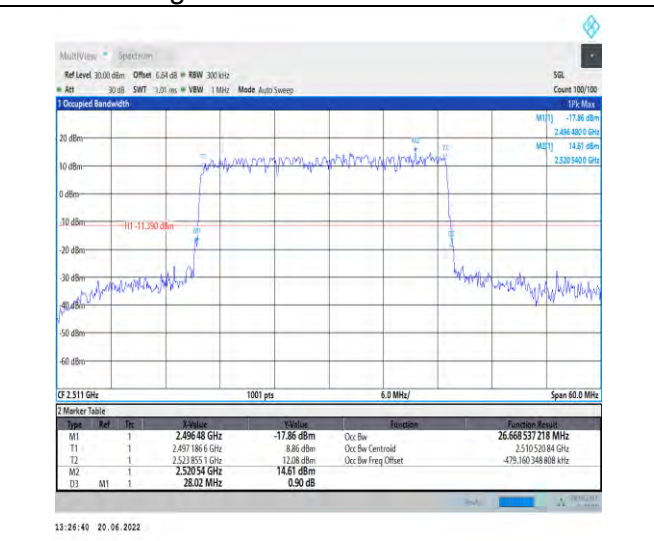 MultiView Spectrum
Ref Level 30.00 dBm Offset 6.64 dB RBW 300 kHz SGL
Att 30 dB SWT 1.01 ms VBW 1 MHz Mode Auto Sweep Count 100/100
1 Occupied Bandwidth 1Pk Max
M1[1] -17.86 dBm
2.496 480 0 GHz
M2[1] 14.61 dBm
2.520 540 0 GHz
20 dBm
10 dBm
0 dBm
-10 dBm
H1 -11.390 dBm
-20 dBm
-30 dBm
-40 dBm
-50 dBm
-60 dBm
M1
M2
T1
T2
CF 2.511 GHz 1001 pts 6.0 MHz/ Span 60.0 MHz
2 Marker Table
Type Ref Trc X-Value Y-Value Function Function Result
M1 1 2.496 48 GHz -17.86 dBm Occ Bw 26.668 537 218 MHz
T1 1 2.497 186 6 GHz 8.86 dBm Occ Bw Centroid 2.510 520 84 GHz
T2 1 2.523 855 1 GHz 12.08 dBm Occ Bw Freq Offset -479.160 348 808 kHz
M2 1 2.520 54 GHz 14.61 dBm
D3 M1 1 28.02 MHz 0.90 dB
13:26:40 20.06.2022